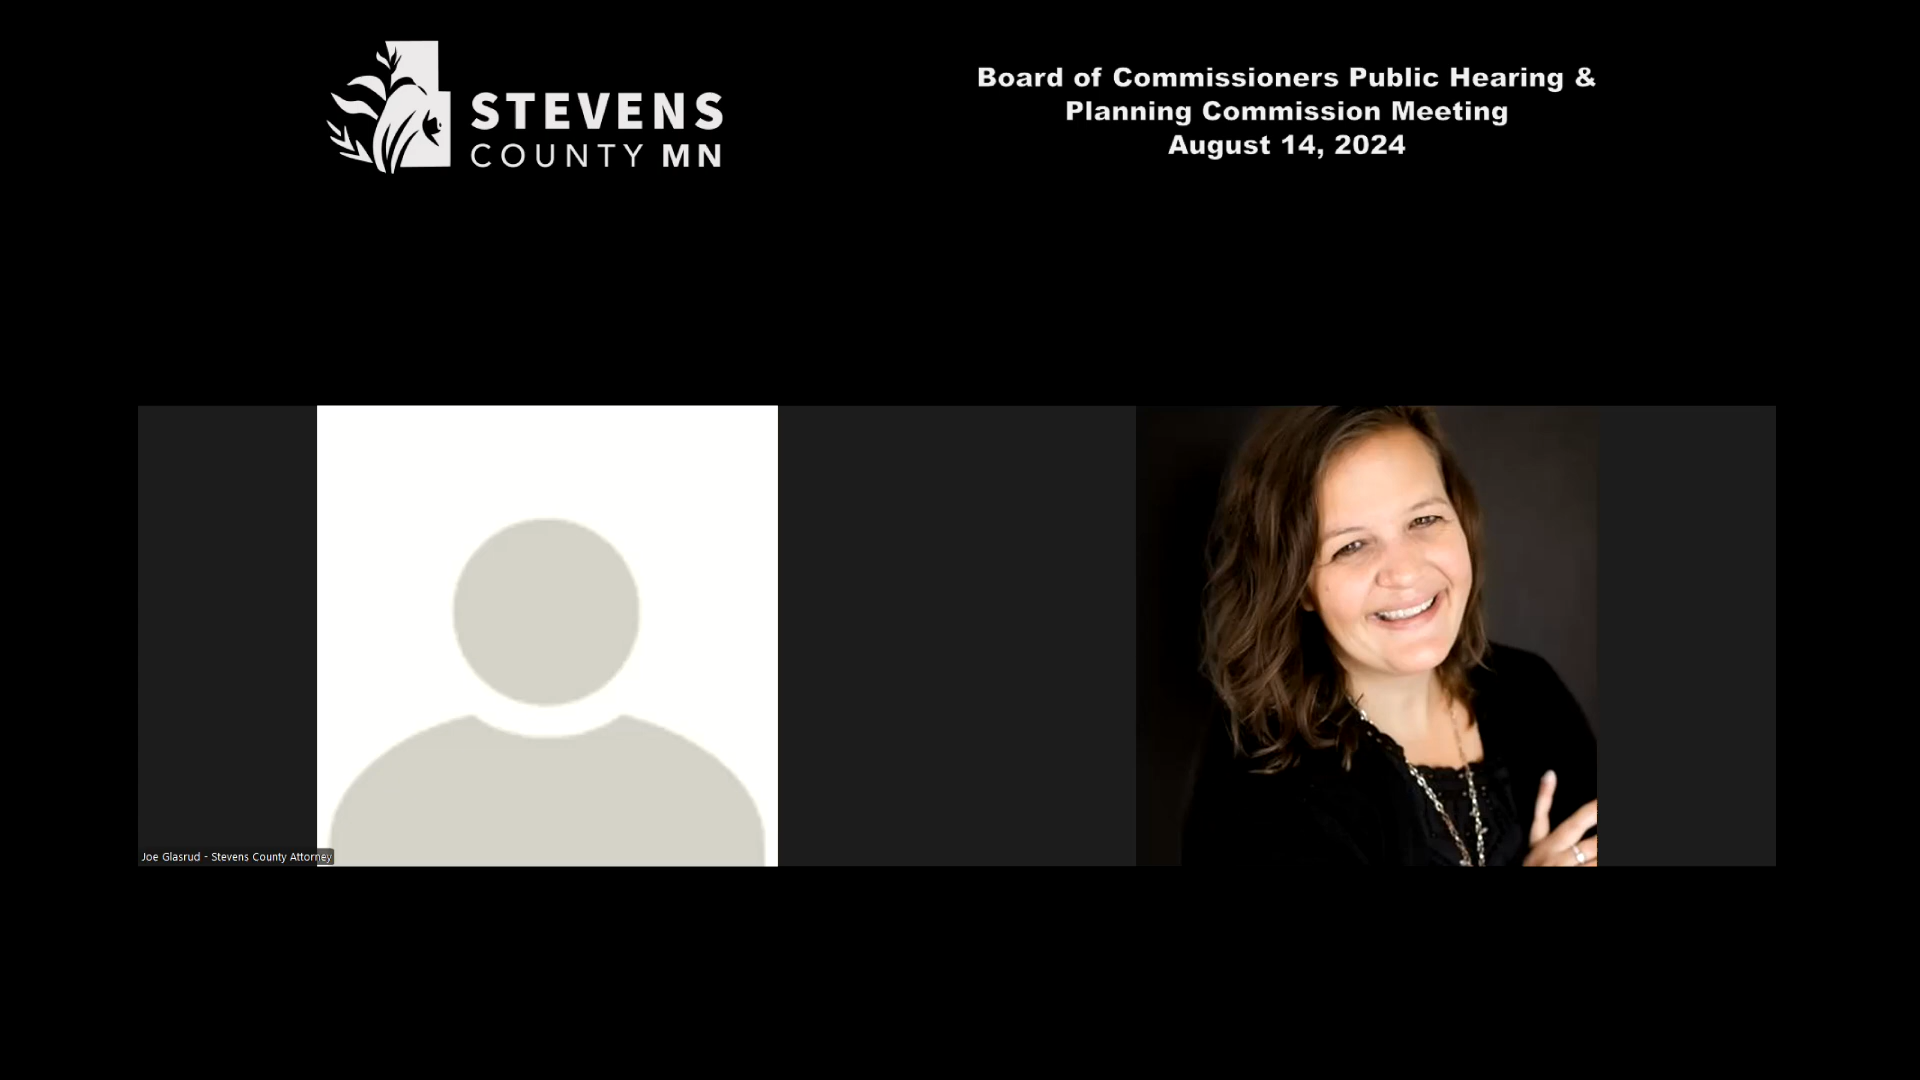 STEVENS
COUNTY MN
Board of Commissioners Public Hearing &
Planning Commission Meeting
August 14, 2024
Joe Glasrud - Stevens County Attorney